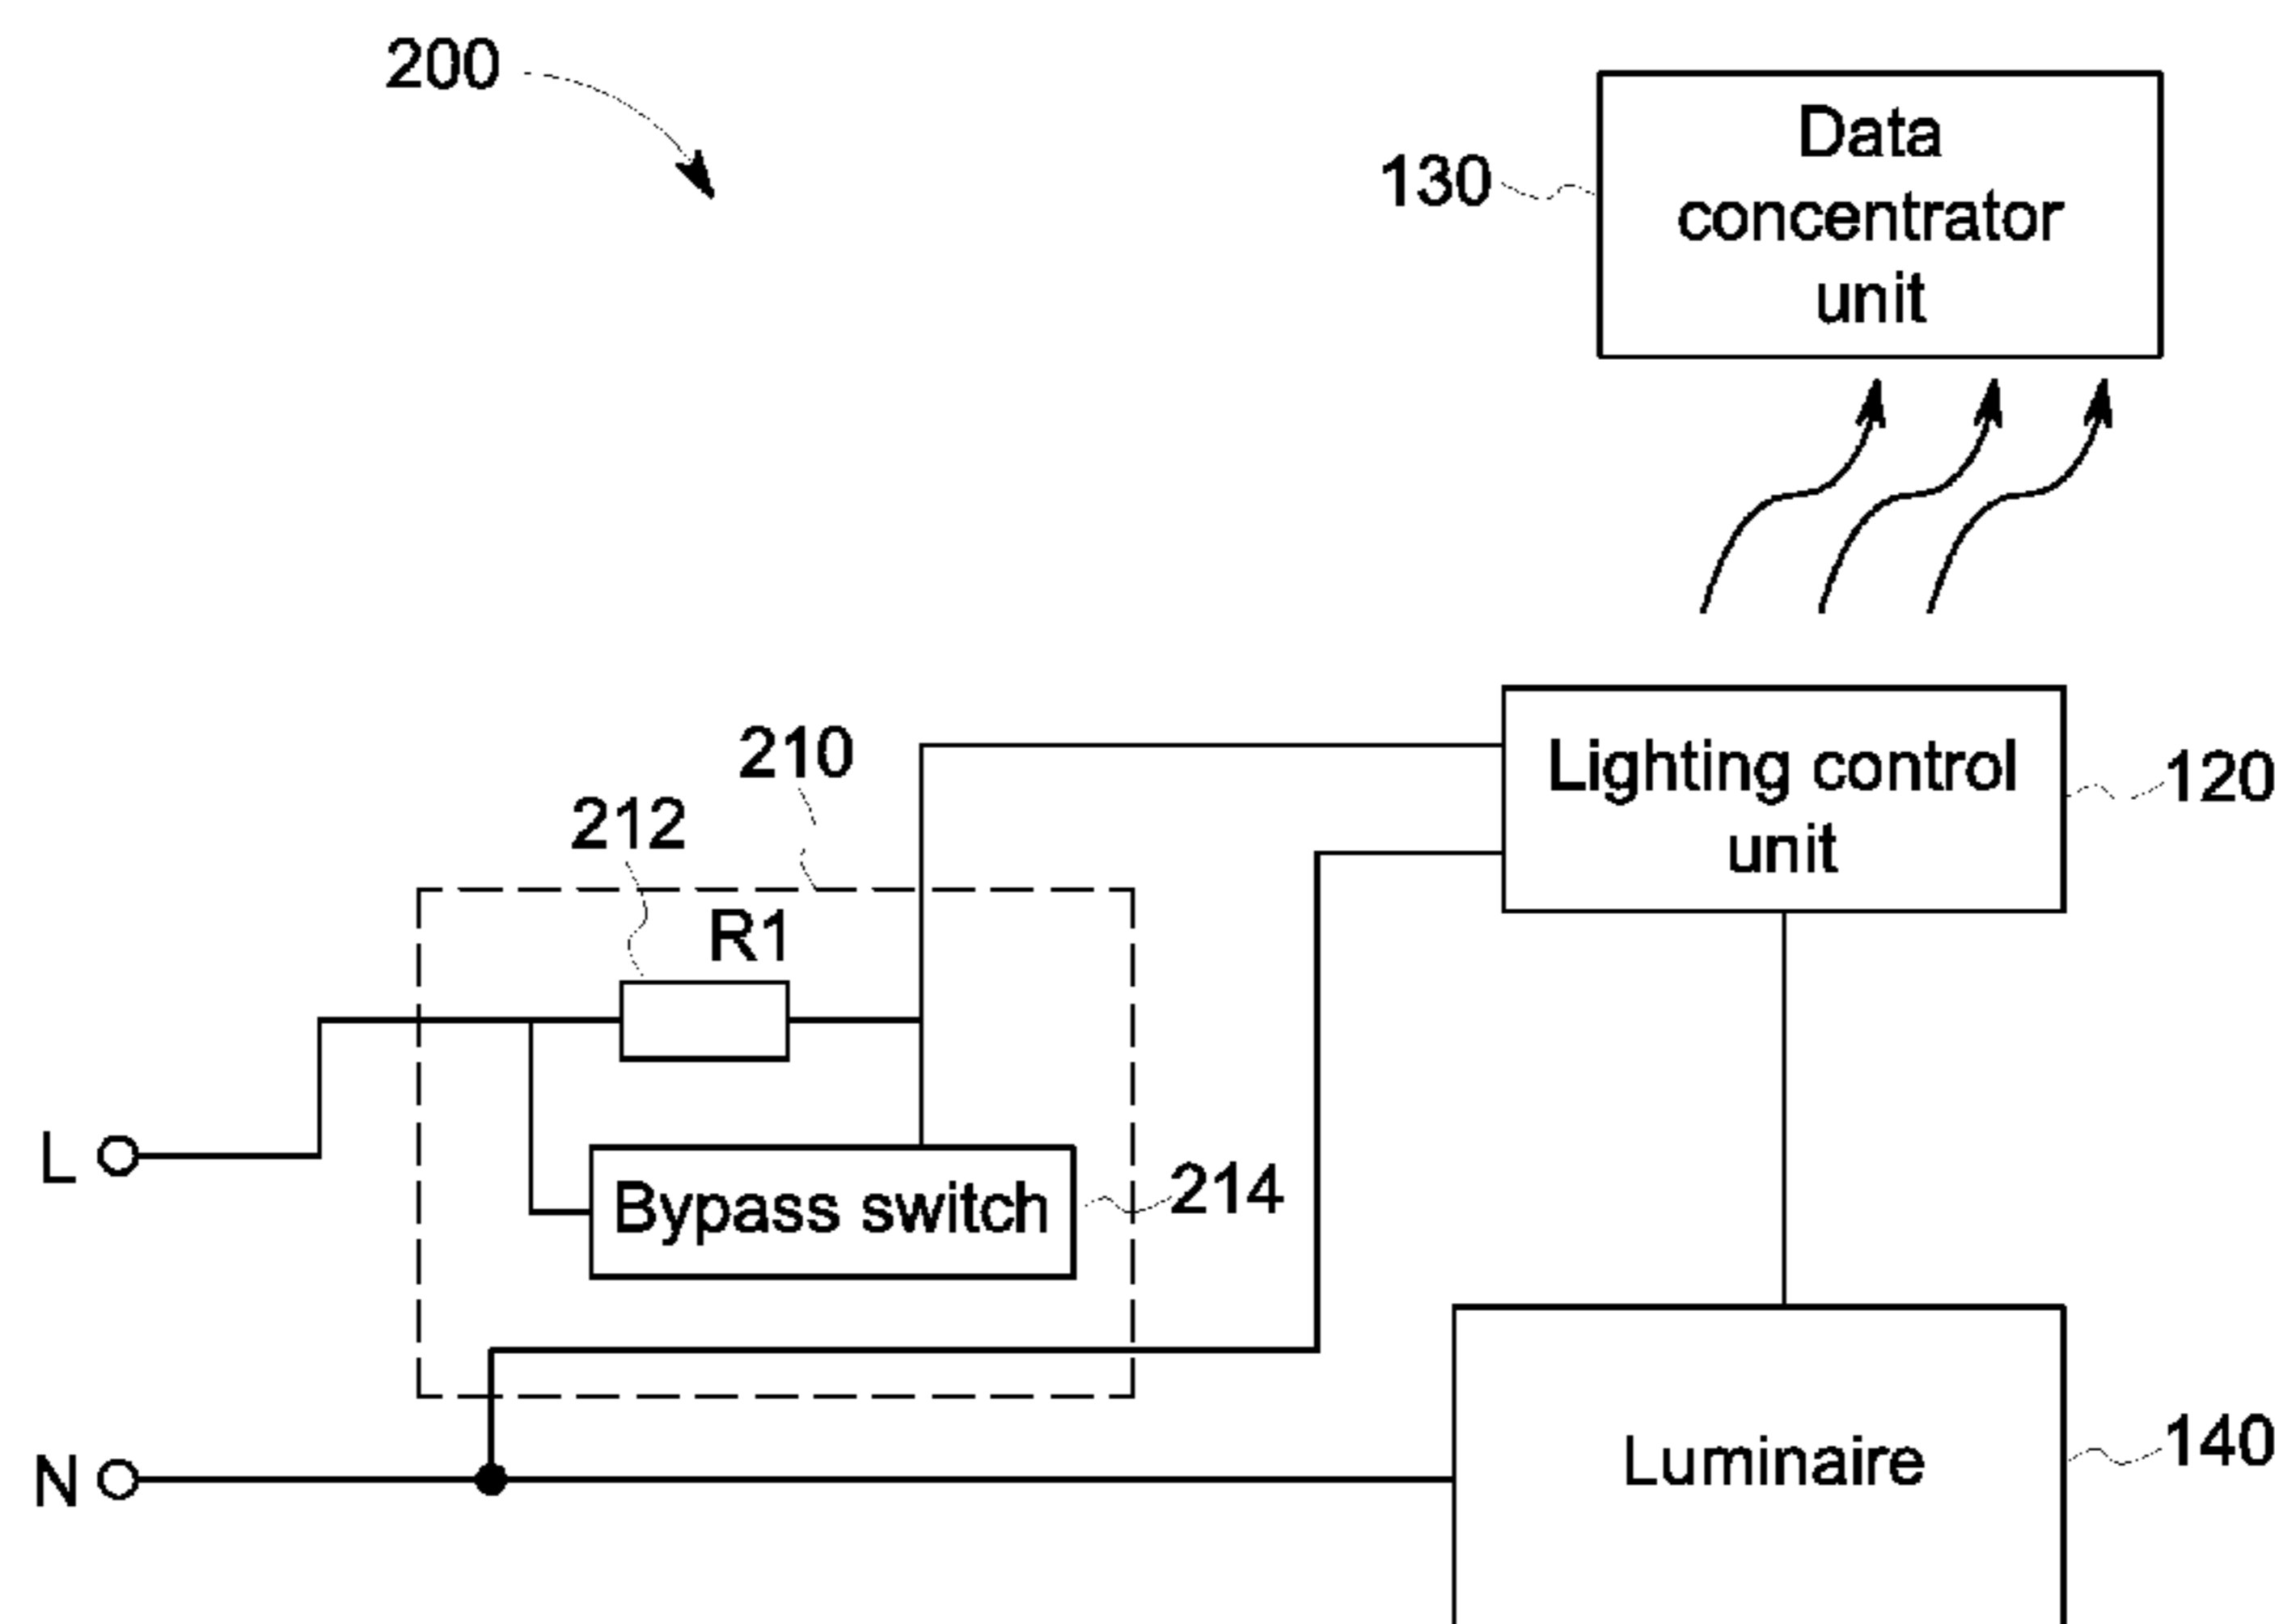 200
130
Data
concentrator
unit
210
212
R1
Lighting control
unit
120
L
Bypass switch
214
N
Luminaire
140